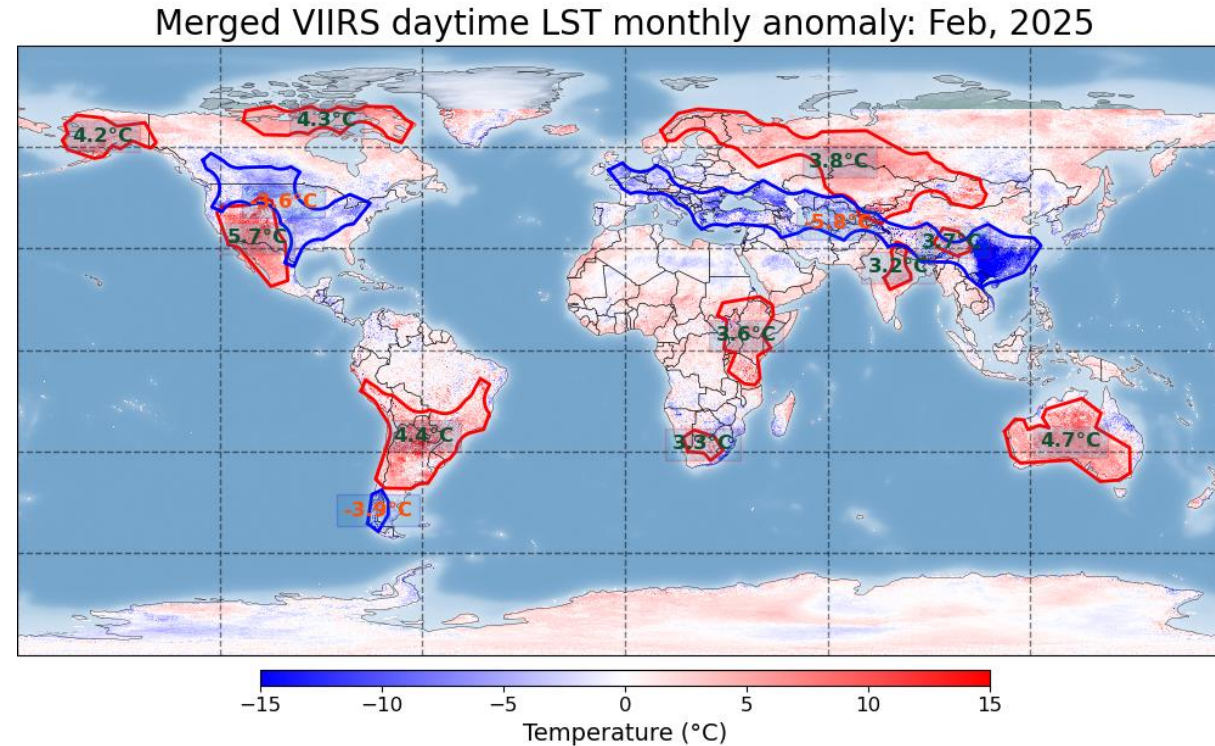 Merged VIIRS daytime LST monthly anomaly: Feb, 2025
4.3°C
4.2°C
3.8°C
-5.8°C
5.7°C
3.7°C
3.2°C
3.6°C
4.4°C
3.3°C
4.7°C
-3.9°C
−15 −10 −5 0 5 10 15
Temperature (°C)